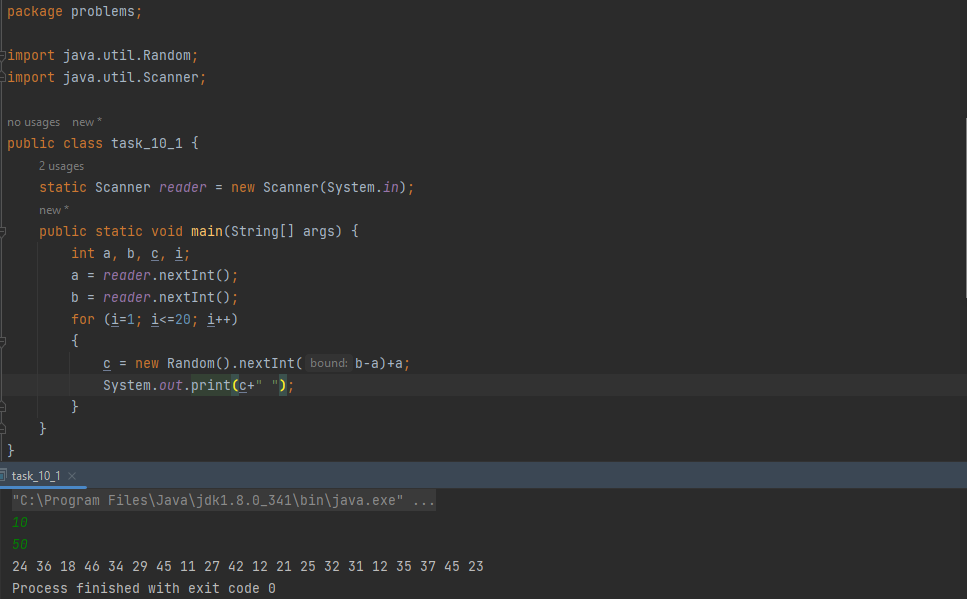 package problems;
import java.util.Random;
import java.util.Scanner;
no usages new *
public class task_10_1 {
2 usages
static Scanner reader = new Scanner(System.in);
new *
public static void main(String[] args) {
int a, b, c, i;
a = reader.nextInt();
b = reader.nextInt();
for (i=1; i<=20; i++)
{
c = new Random().nextInt( bound: b-a)+a;
System.out.print(c+" ");
}
}
}
task_10_1
"C:\Program Files\Java\jdk1.8.0_341\bin\java.exe" ...
10
50
24 36 18 46 34 29 45 11 27 42 12 21 25 32 31 12 35 37 45 23
Process finished with exit code 0